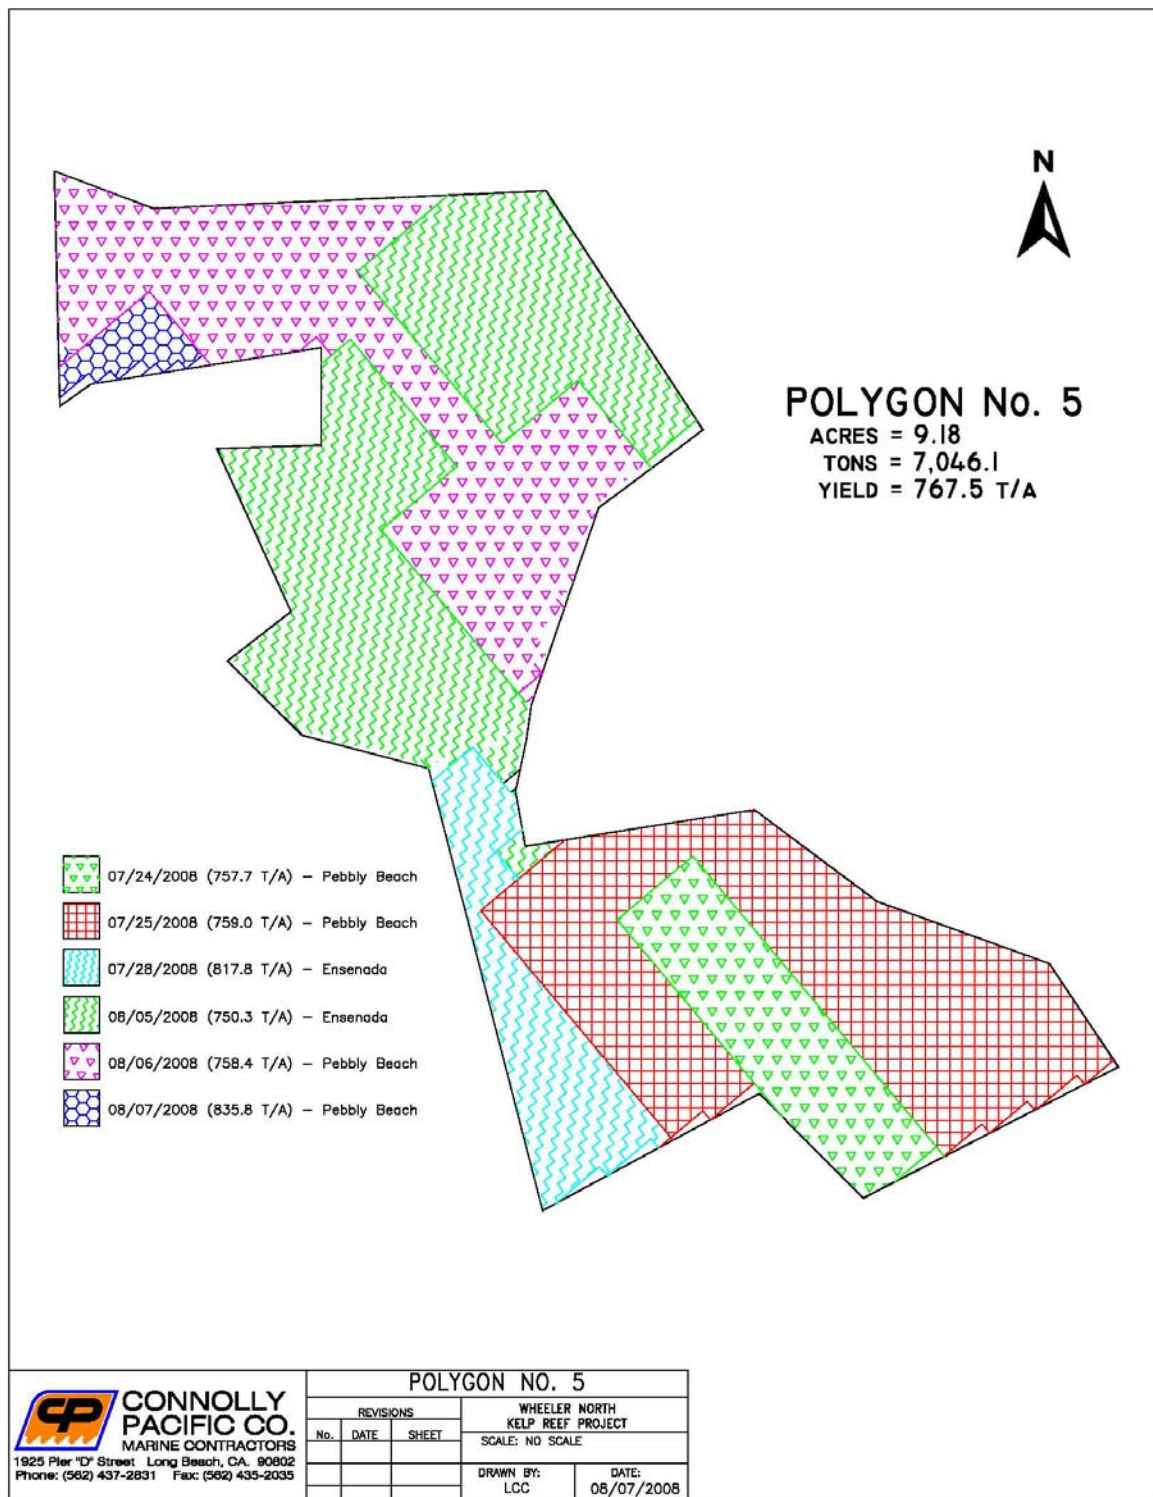 N
POLYGON No. 5
ACRES = 9.18
TONS = 7,046.1
YIELD = 767.5 T/A
07/24/2008 (757.7 T/A) – Pebbly Beach
07/25/2008 (759.0 T/A) – Pebbly Beach
07/28/2008 (817.8 T/A) – Ensenada
08/05/2008 (750.3 T/A) – Ensenada
08/06/2008 (758.4 T/A) – Pebbly Beach
08/07/2008 (835.8 T/A) – Pebbly Beach
CP
CONNOLLY
PACIFIC CO.
MARINE CONTRACTORS
1925 Pier "D" Street Long Beach, CA. 90802
Phone: (562) 437-2831 Fax: (562) 435-2035
POLYGON NO. 5
REVISIONS
No. DATE SHEET
WHEELER NORTH
KELP REEF PROJECT
SCALE: NO SCALE
DRAWN BY:
LCC
DATE:
08/07/2008